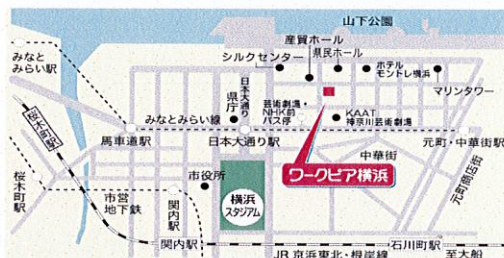 山下公園
産貿ホール
県民ホール
シルクセンター
ホテル
モントレ横浜
マリンタワー
みなと
みらい駅
日本大通り
県庁
芸術劇場・
NHK前
バス停
KAAT
神奈川芸術劇場
桜木町駅
みなとみらい線
馬車道駅
日本大通り駅
元町・中華街駅
中華街
ワークピア横浜
市役所
横浜
スタジアム
元町商店街
桜木町駅
市営
地下鉄
関内駅
関内駅
石川町駅
JR 京浜東北・根岸線
至大船